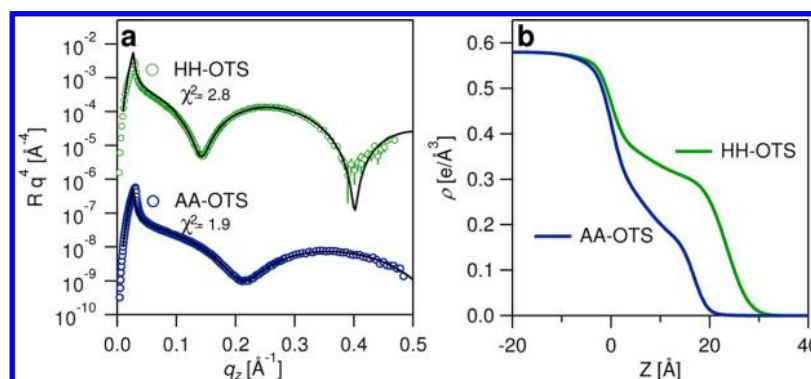 a
R q⁴ [Å⁻⁴]
10⁻²
10⁻³
10⁻⁴
10⁻⁵
10⁻⁶
10⁻⁷
10⁻⁸
10⁻⁹
10⁻¹⁰
HH-OTS
χ²= 2.8
AA-OTS
χ²= 1.9
0.0 0.1 0.2 0.3 0.4 0.5
q_z [Å⁻¹]
b
ρ [e/Å³]
0.6
0.5
0.4
0.3
0.2
0.1
0.0
HH-OTS
AA-OTS
-20 0 20 40
Z [Å]